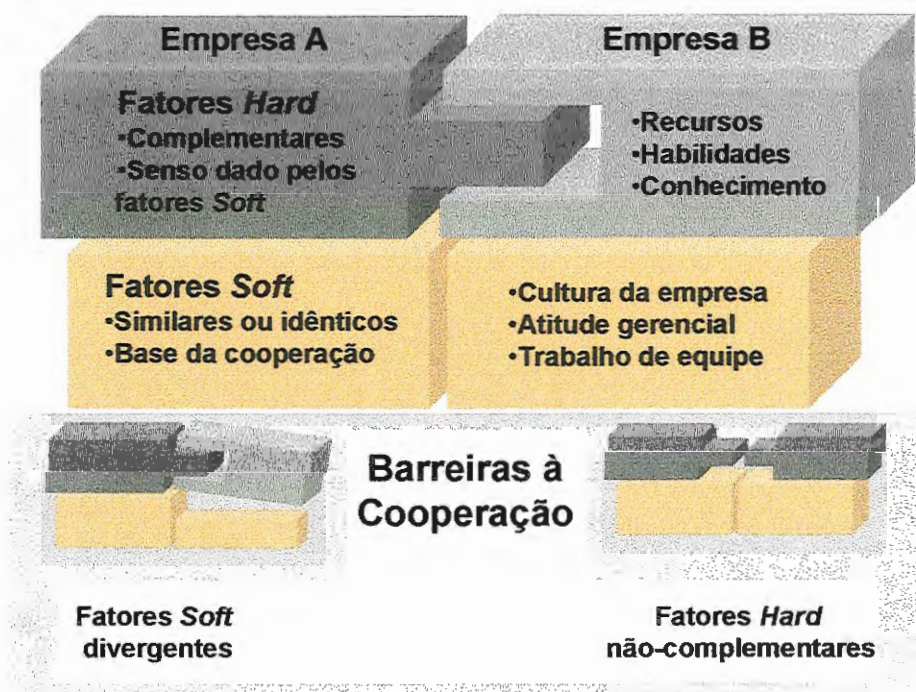 Empresa A
Empresa B
Fatores Hard
•Complementares
•Senso dado pelos
fatores Soft
•Recursos
•Habilidades
•Conhecimento
Fatores Soft
•Similares ou idênticos
•Base da cooperação
•Cultura da empresa
•Atitude gerencial
•Trabalho de equipe
Barreiras à
Cooperação
Fatores Soft
divergentes
Fatores Hard
não-complementares